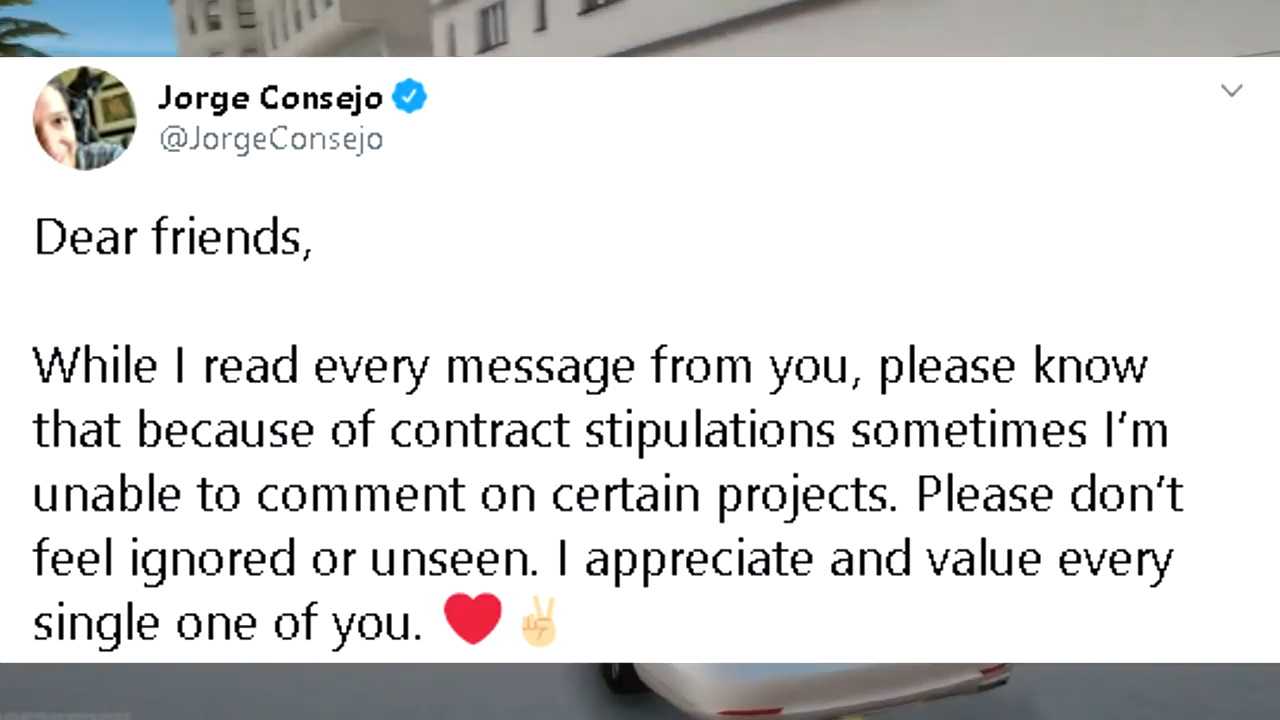 Jorge Consejo
@JorgeConsejo
Dear friends,
While I read every message from you, please know
that because of contract stipulations sometimes I’m
unable to comment on certain projects. Please don’t
feel ignored or unseen. I appreciate and value every
single one of you. ❤️✌🏼